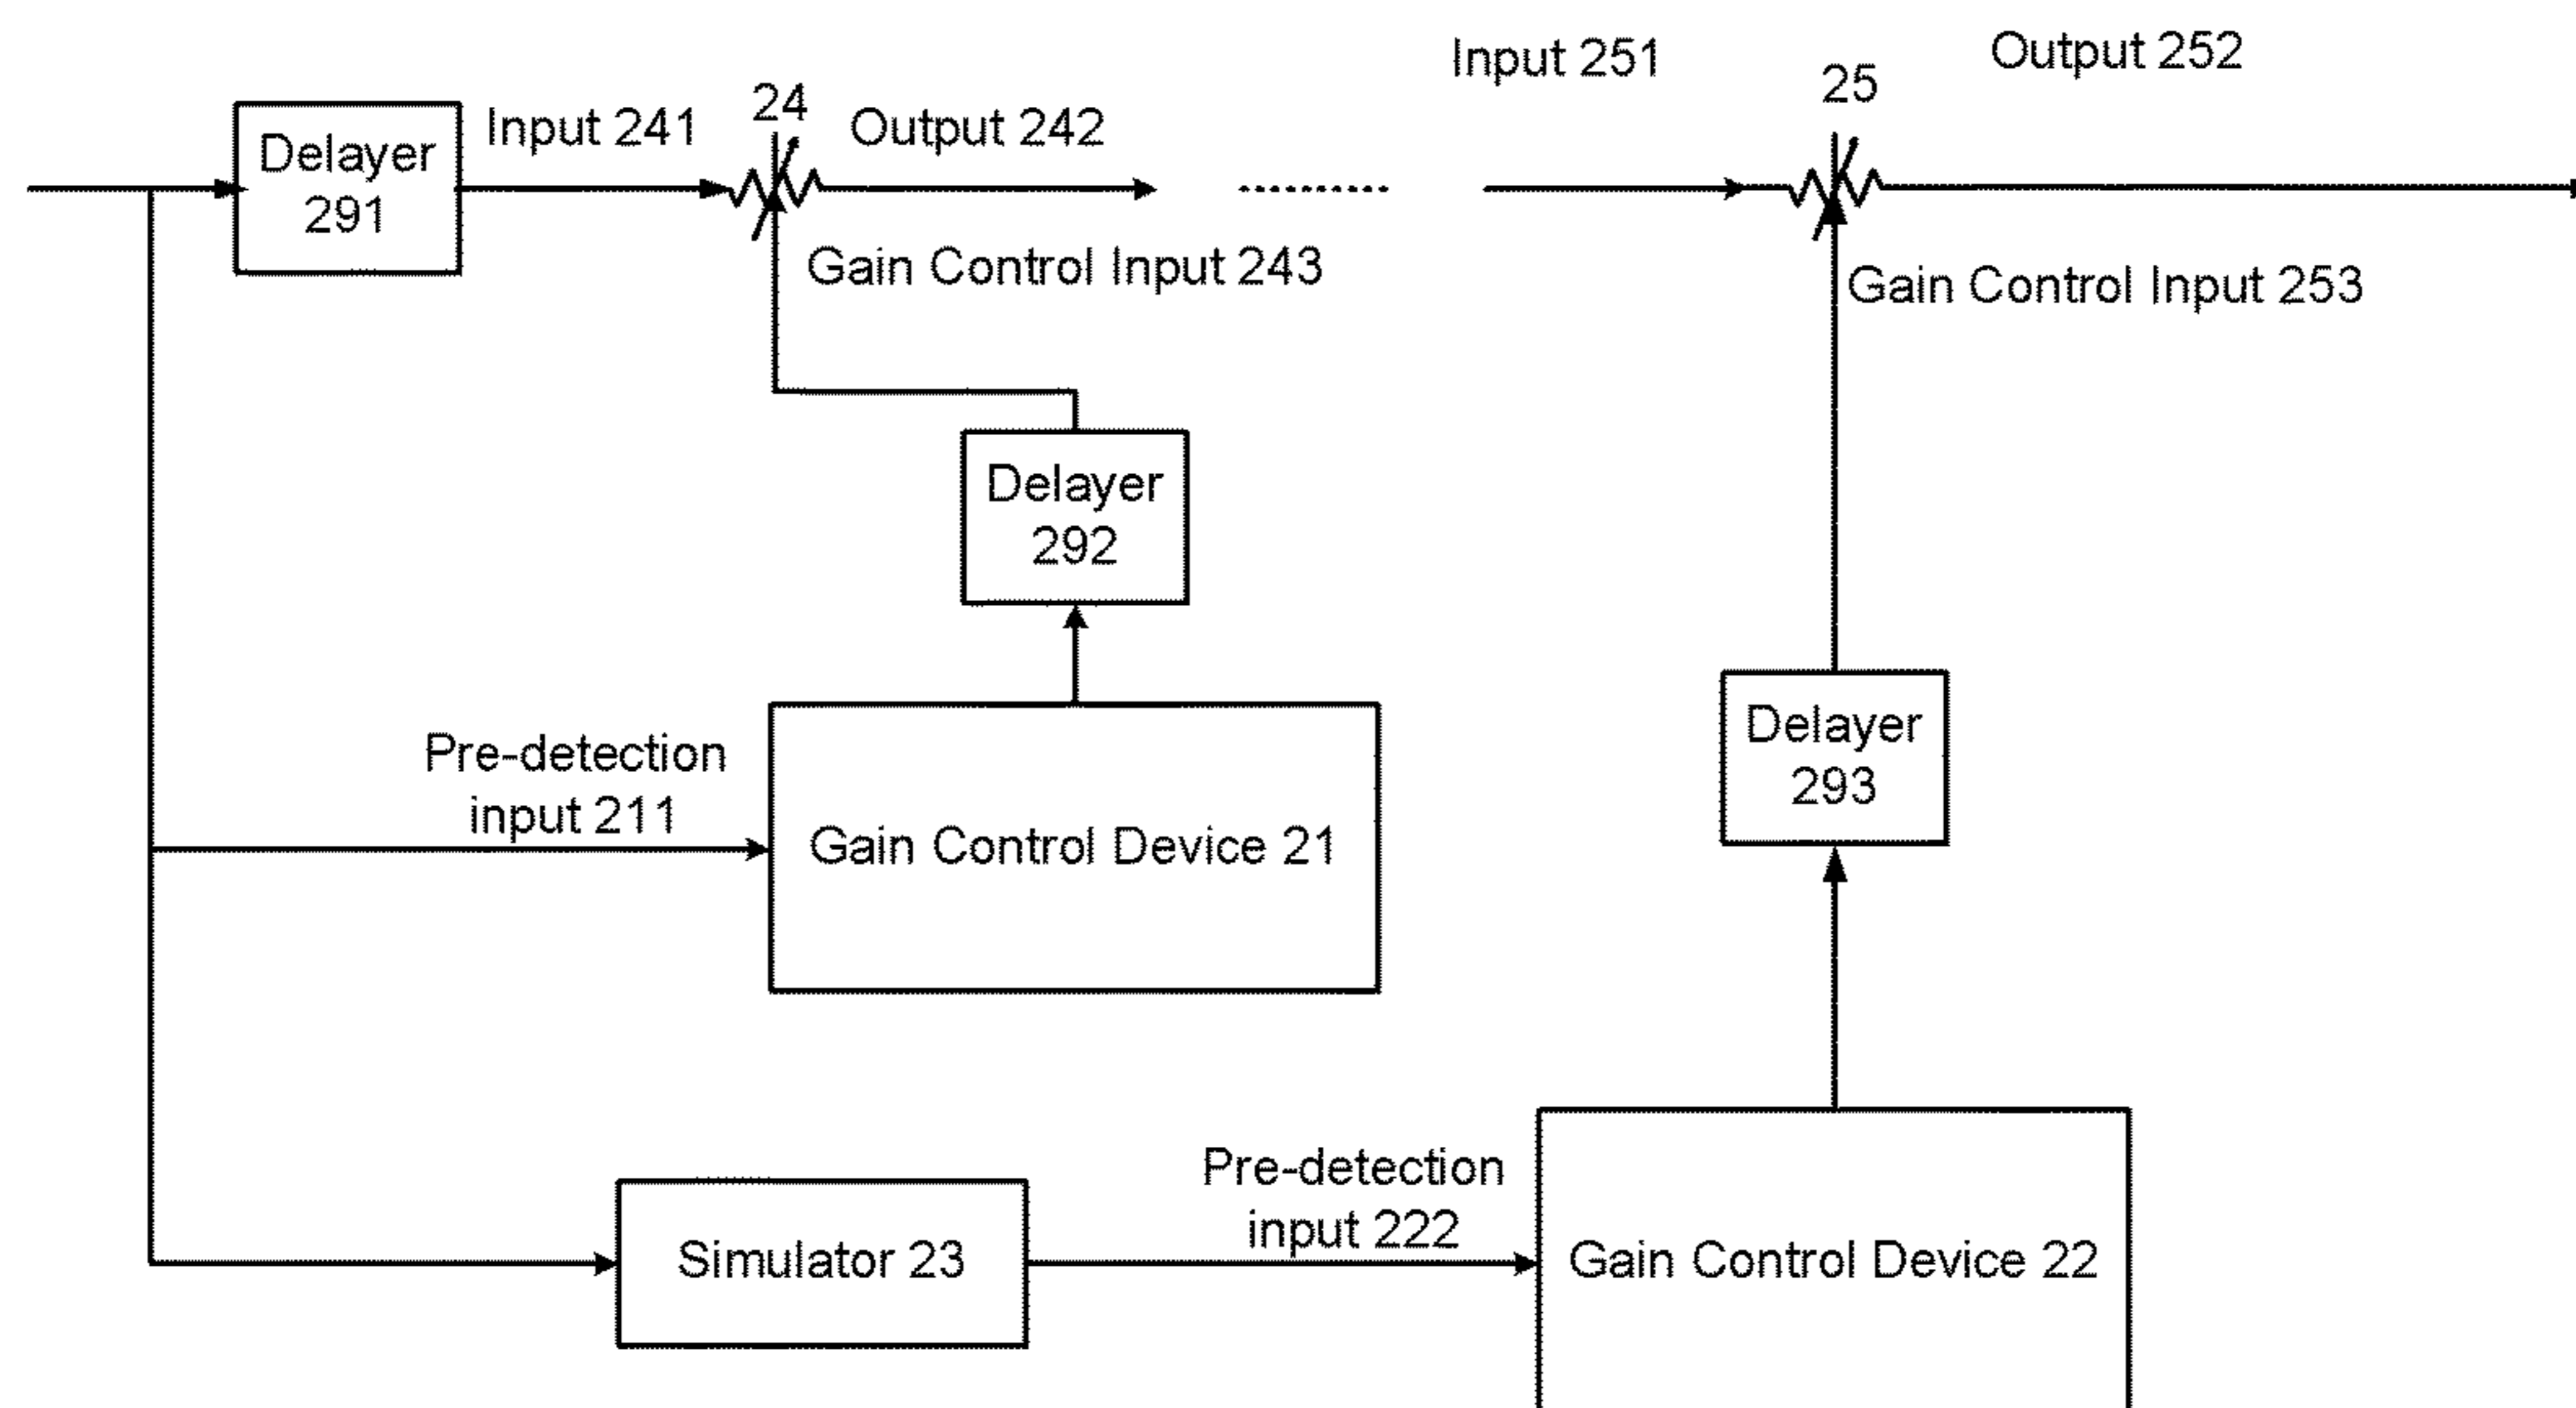 Input 251
Output 252
25
24
Delayer
291
Input 241
Output 242
Gain Control Input 243
Gain Control Input 253
Delayer
292
Delayer
293
Pre-detection
input 211
Gain Control Device 21
Pre-detection
input 222
Simulator 23
Gain Control Device 22